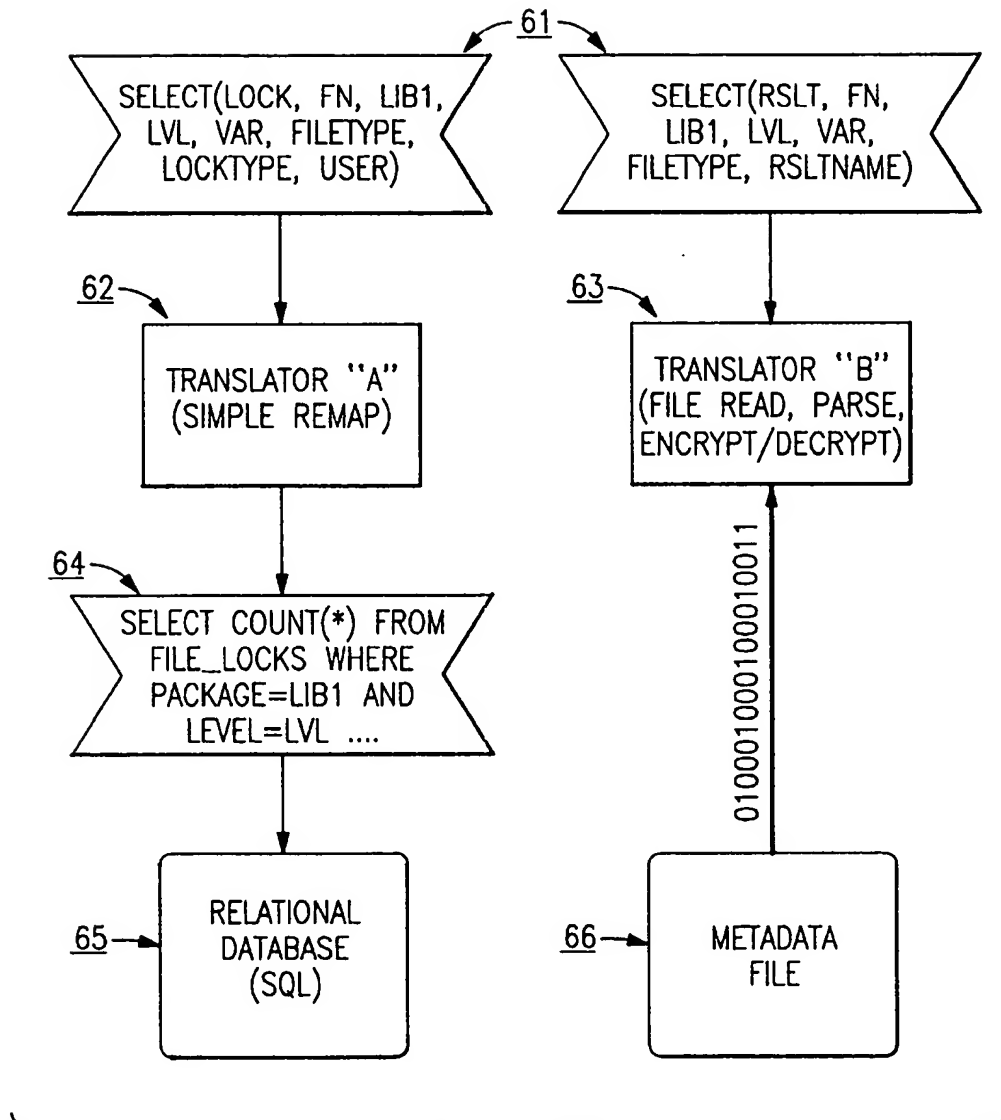 61
SELECT(LOCK, FN, LIB1,
LVL, VAR, FILETYPE,
LOCKTYPE, USER)
SELECT(RSLT, FN,
LIB1, LVL, VAR,
FILETYPE, RSLTNAME)
62
TRANSLATOR "A"
(SIMPLE REMAP)
63
TRANSLATOR "B"
(FILE READ, PARSE,
ENCRYPT/DECRYPT)
64
SELECT COUNT(*) FROM
FILE_LOCKS WHERE
PACKAGE=LIB1 AND
LEVEL=LVL ....
0100010001000100010011
65
RELATIONAL
DATABASE
(SQL)
66
METADATA
FILE